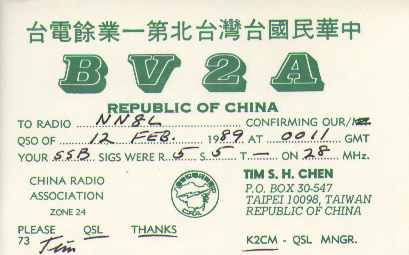 台電餘業一第北台灣台國民華中
BV2A
REPUBLIC OF CHINA
TO RADIO NN8L CONFIRMING OUR/
QSO OF 12 FEB. 1989 AT 0011 GMT
YOUR SSB SIGS WERE R 5 S 5 T — ON 28 MHz.
CHINA RADIO
ASSOCIATION
ZONE 24
TIM S. H. CHEN
P.O. BOX 30-547
TAIPEI 10098, TAIWAN
REPUBLIC OF CHINA
PLEASE QSL THANKS
73 Tim
K2CM - QSL MNGR.